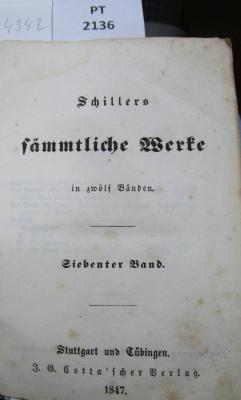 4342
PT
2136
Schillers
sämmtliche Werke
in zwölf Bänden.
Siebenter Band.
Stuttgart und Tübingen.
J. G. Cotta'scher Verlag.
1847.